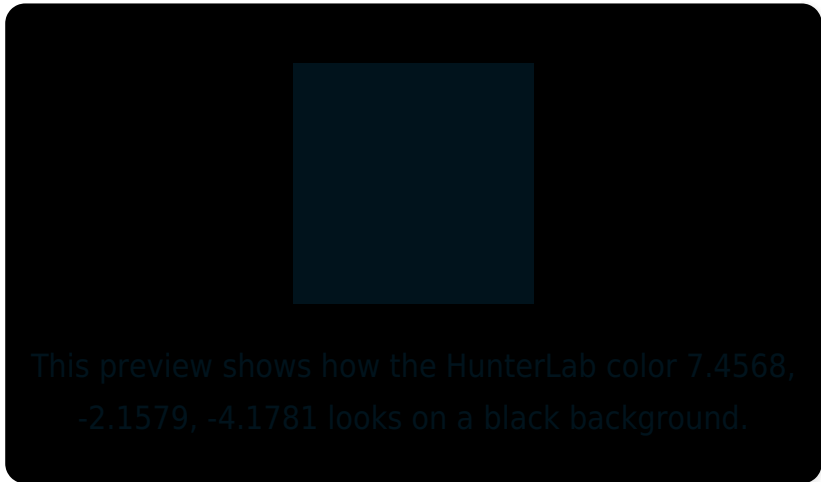 This preview shows how the HunterLab color 7.4568,
-2.1579, -4.1781 looks on a black background.